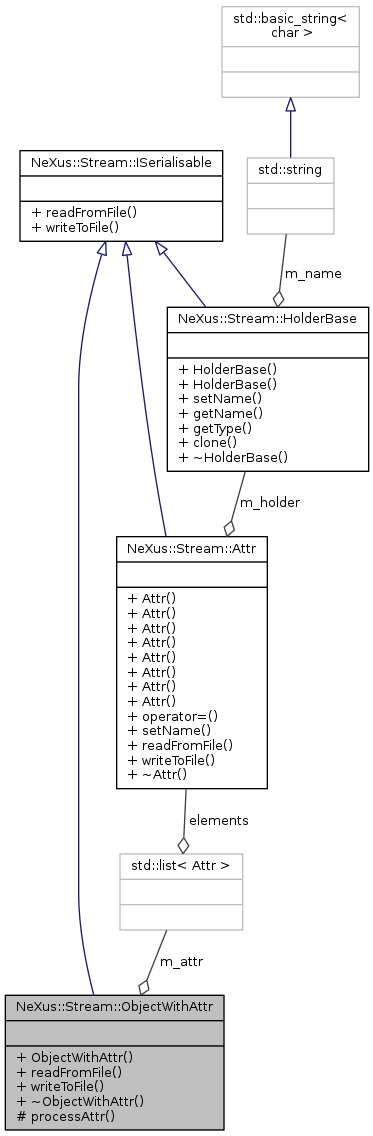 std::basic_string<
char >
std::string
NeXus::Stream::ISerialisable
+ readFromFile()
+ writeToFile()
m_name
NeXus::Stream::HolderBase
+ HolderBase()
+ HolderBase()
+ setName()
+ getName()
+ getType()
+ clone()
+ ~HolderBase()
m_holder
NeXus::Stream::Attr
+ Attr()
+ Attr()
+ Attr()
+ Attr()
+ Attr()
+ Attr()
+ Attr()
+ Attr()
+ operator=()
+ setName()
+ readFromFile()
+ writeToFile()
+ ~Attr()
elements
std::list< Attr >
m_attr
NeXus::Stream::ObjectWithAttr
+ ObjectWithAttr()
+ readFromFile()
+ writeToFile()
+ ~ObjectWithAttr()
# processAttr()